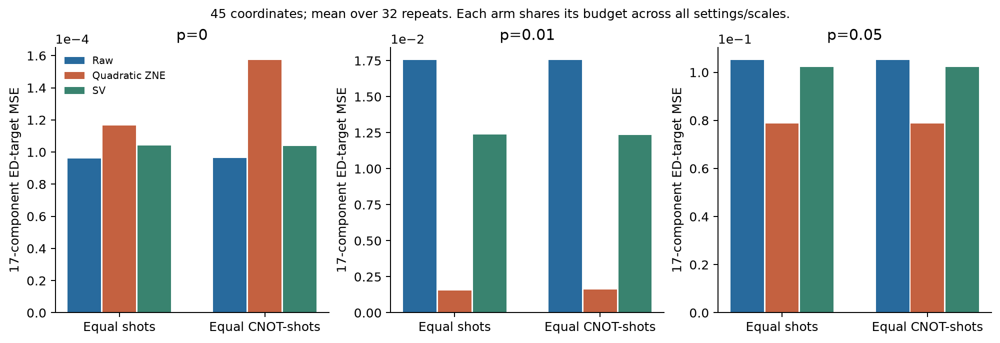 45 coordinates; mean over 32 repeats. Each arm shares its budget across all settings/scales.
p=0
1e−4
17-component ED-target MSE
1.6
1.4
1.2
1.0
0.8
0.6
0.4
0.2
0.0
Raw
Quadratic ZNE
SV
Equal shots
Equal CNOT-shots
p=0.01
1e−2
17-component ED-target MSE
1.75
1.50
1.25
1.00
0.75
0.50
0.25
0.00
Equal shots
Equal CNOT-shots
p=0.05
1e−1
17-component ED-target MSE
1.0
0.8
0.6
0.4
0.2
0.0
Equal shots
Equal CNOT-shots